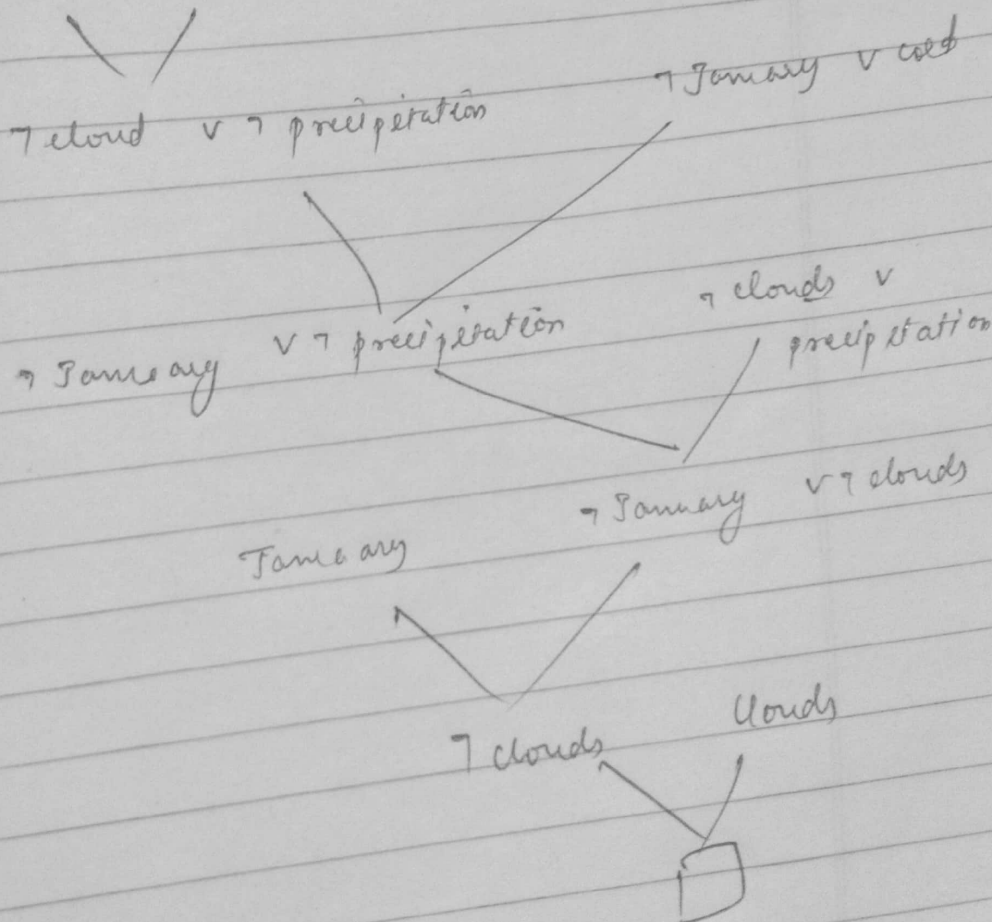 ¬ January v cold
¬ cloud v ¬ precipitation
¬ clouds v
precipitation
¬ January v ¬ precipitation
¬ January v ¬ clouds
January
Clouds
¬ clouds